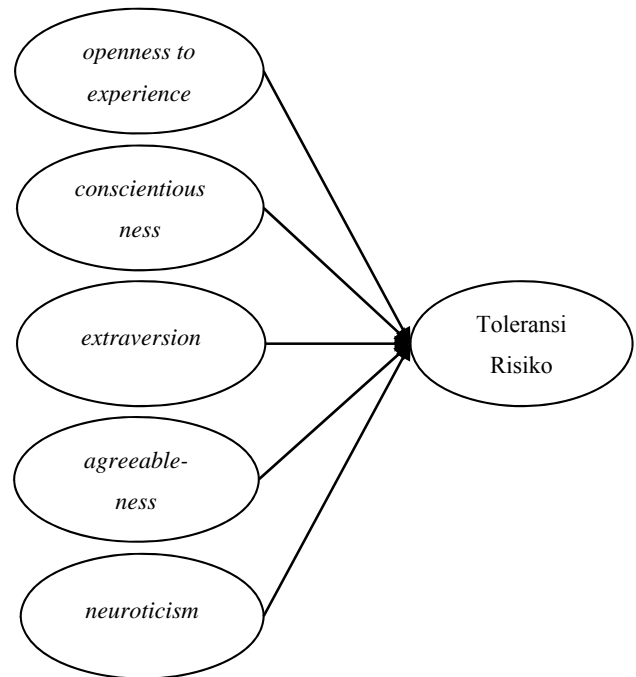 openness to
experience
conscientious
ness
extraversion
agreeable-
ness
neuroticism
Toleransi
Risiko